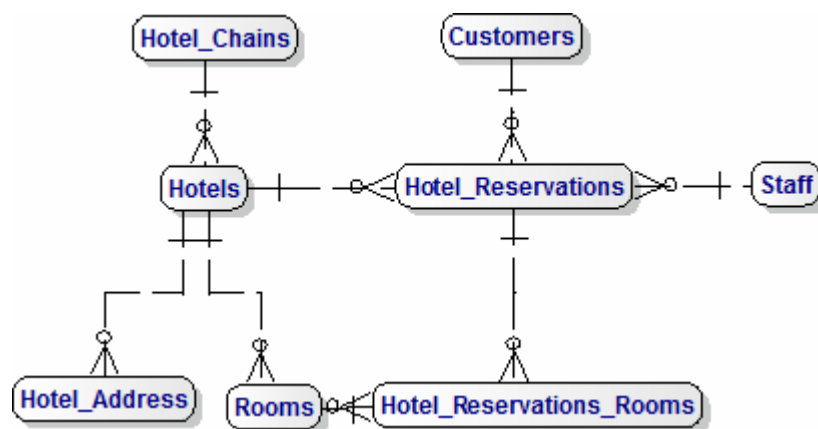 Hotel_Chains
Customers
Hotels
Hotel_Reservations
Staff
Hotel_Address
Rooms
Hotel_Reservations_Rooms